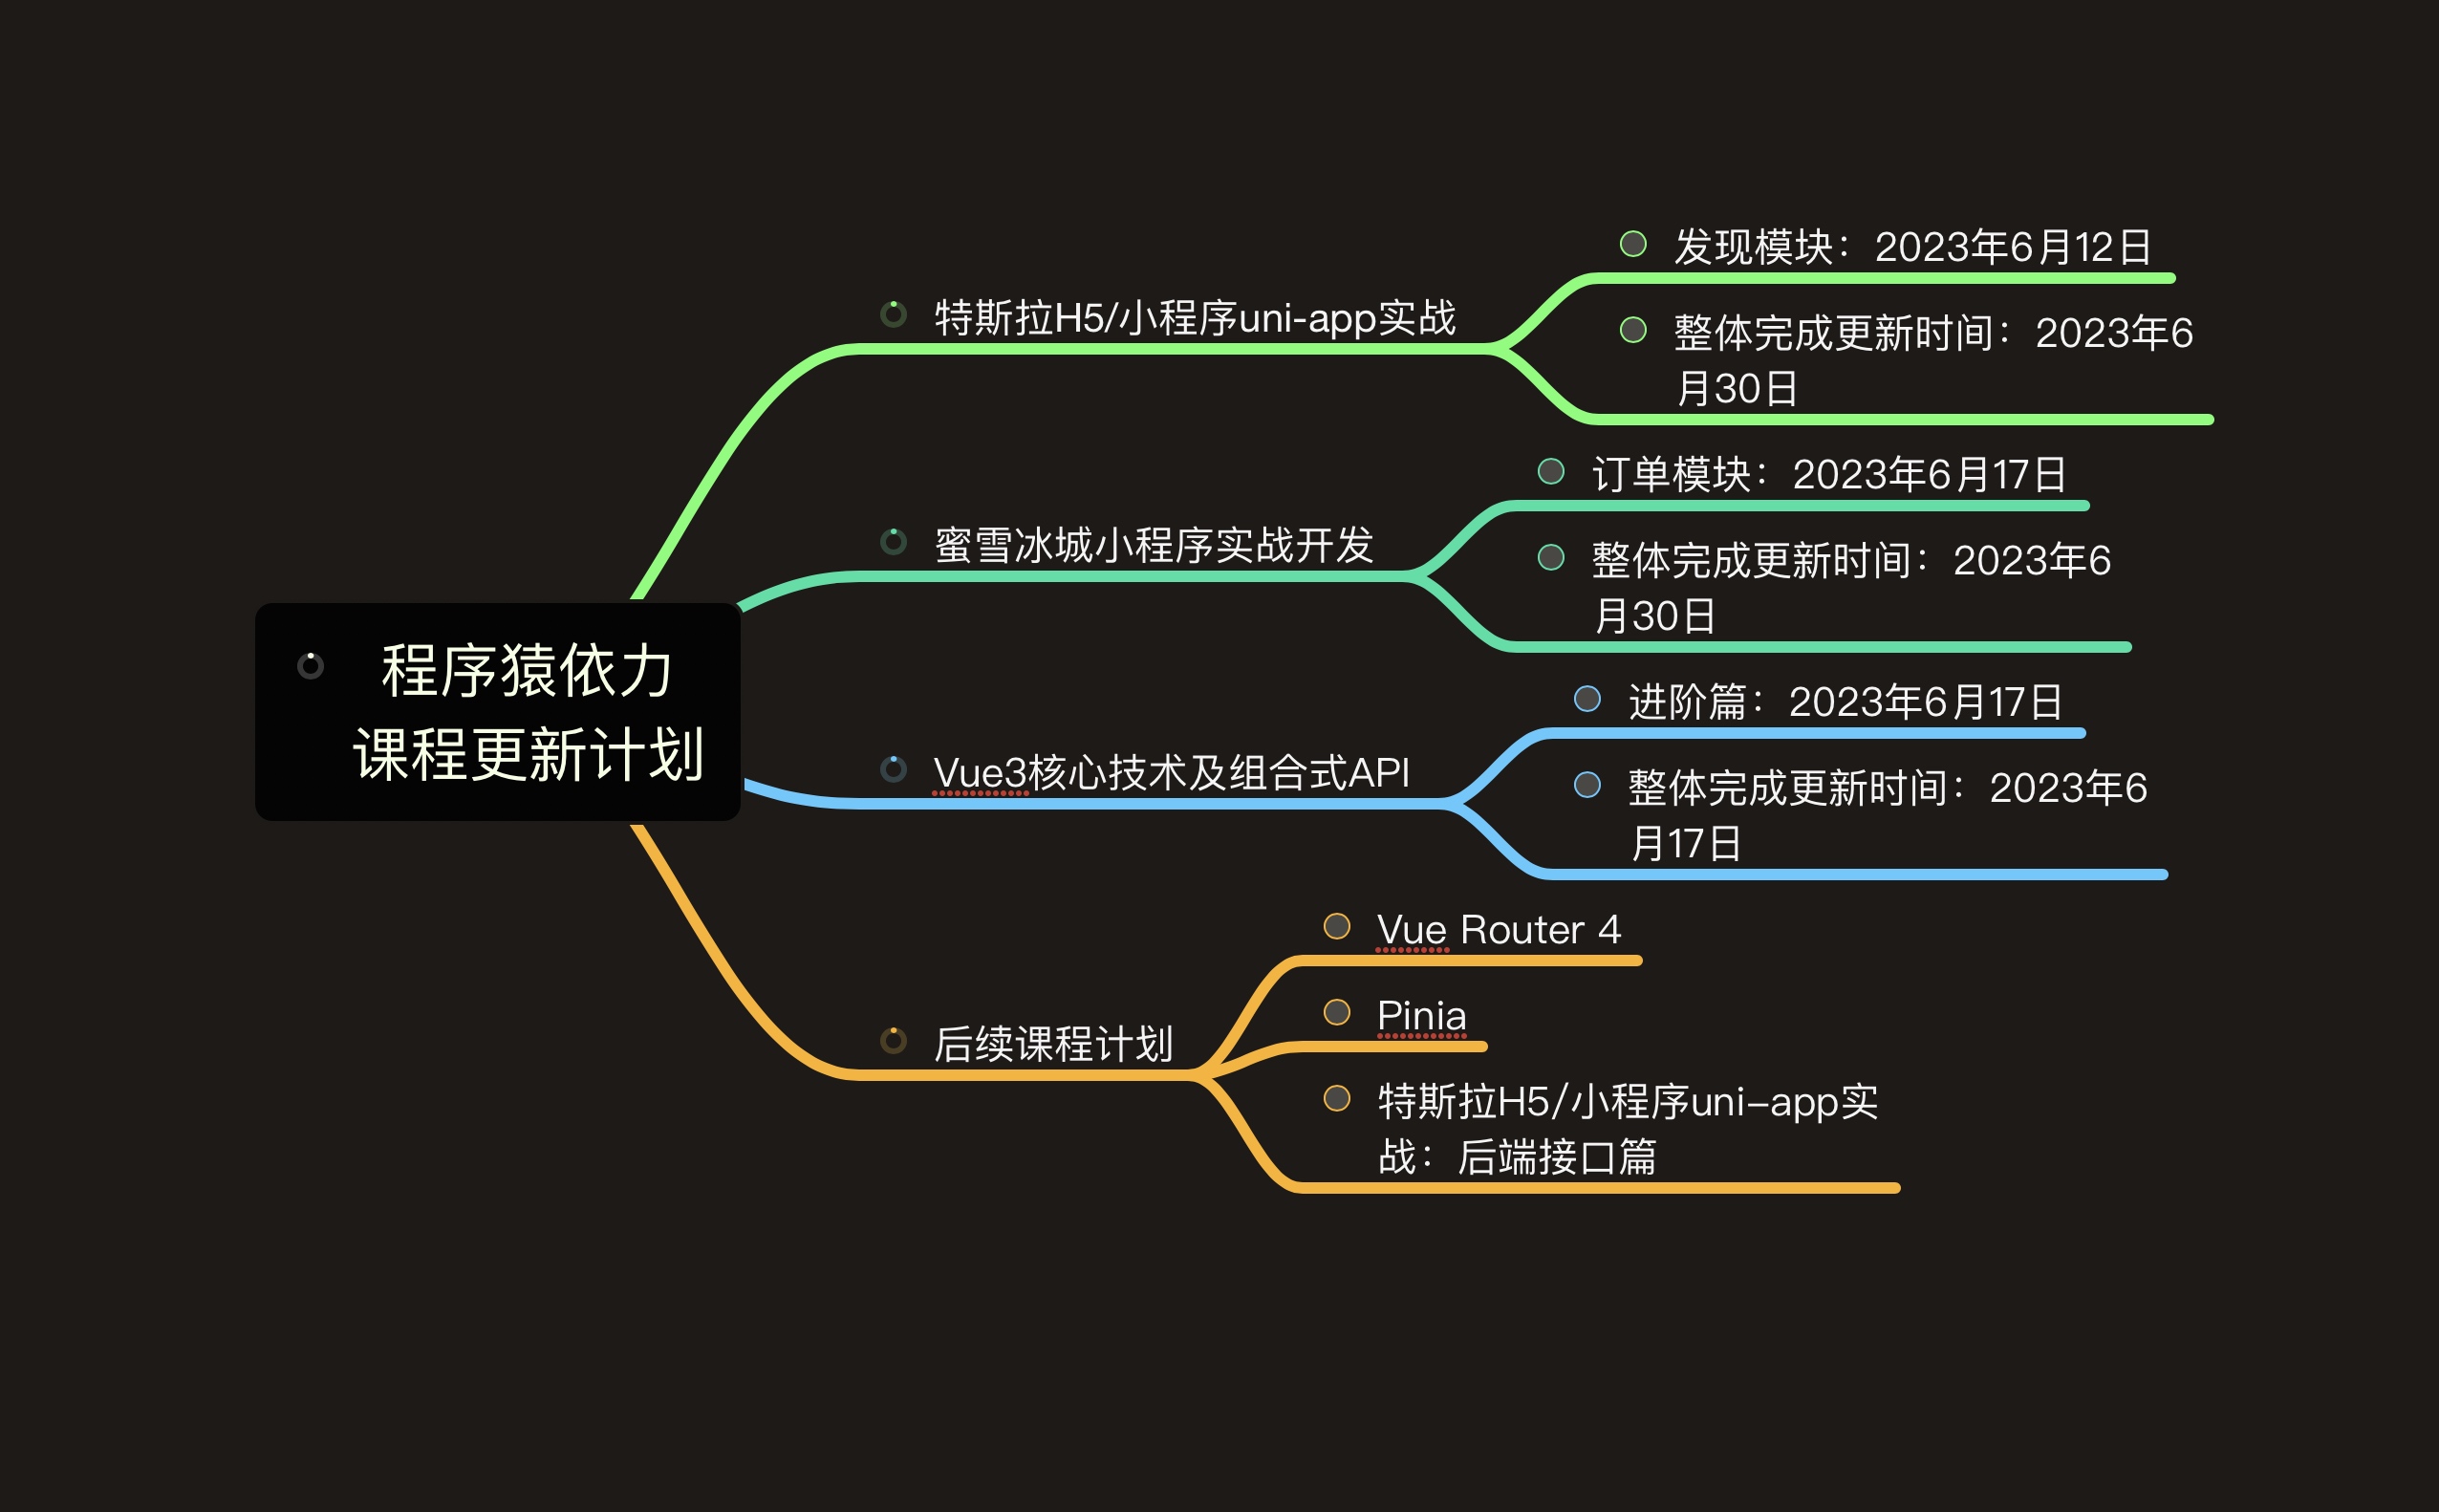 程序猿依力
课程更新计划
特斯拉H5/小程序uni-app实战
发现模块：2023年6月12日
整体完成更新时间：2023年6
月30日
蜜雪冰城小程序实战开发
订单模块：2023年6月17日
整体完成更新时间：2023年6
月30日
Vue3核心技术及组合式API
进阶篇：2023年6月17日
整体完成更新时间：2023年6
月17日
后续课程计划
Vue Router 4
Pinia
特斯拉H5/小程序uni-app实
战：后端接口篇